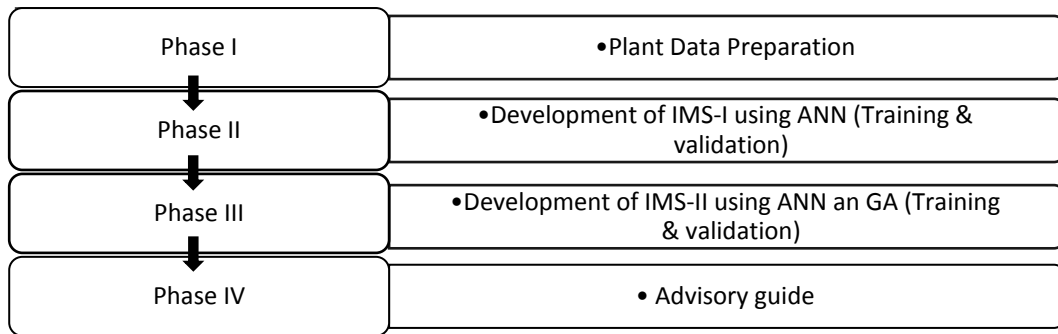 Phase I
•Plant Data Preparation
Phase II
•Development of IMS-I using ANN (Training &
validation)
Phase III
•Development of IMS-II using ANN an GA (Training
& validation)
Phase IV
• Advisory guide